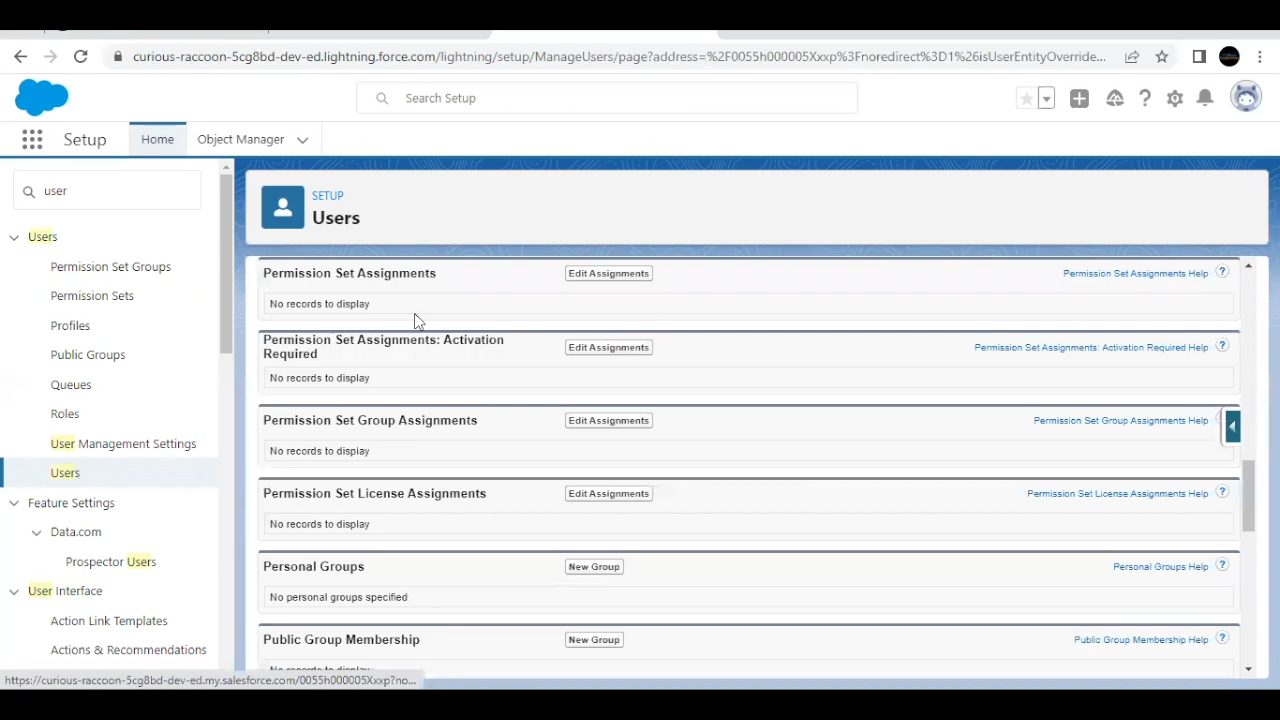 curious-raccoon-5cg8bd-dev-ed.lightning.force.com/lightning/setup/ManageUsers/page?address=%2F0055h000005Xxxp%3Fnoredirect%3D1%26isUserEntityOverride...
Search Setup
Setup
Home
Object Manager
user
SETUP
Users
Users
Permission Set Groups
Permission Sets
Profiles
Public Groups
Queues
Roles
User Management Settings
Users
Feature Settings
Data.com
Prospector Users
User Interface
Action Link Templates
Actions & Recommendations
Permission Set Assignments
Edit Assignments
Permission Set Assignments Help
No records to display
Permission Set Assignments: Activation
Required
Edit Assignments
Permission Set Assignments: Activation Required Help
No records to display
Permission Set Group Assignments
Edit Assignments
Permission Set Group Assignments Help
No records to display
Permission Set License Assignments
Edit Assignments
Permission Set License Assignments Help
No records to display
Personal Groups
New Group
Personal Groups Help
No personal groups specified
Public Group Membership
New Group
Public Group Membership Help
No records to display
https://curious-raccoon-5cg8bd-dev-ed.my.salesforce.com/0055h000005Xxxp?no...